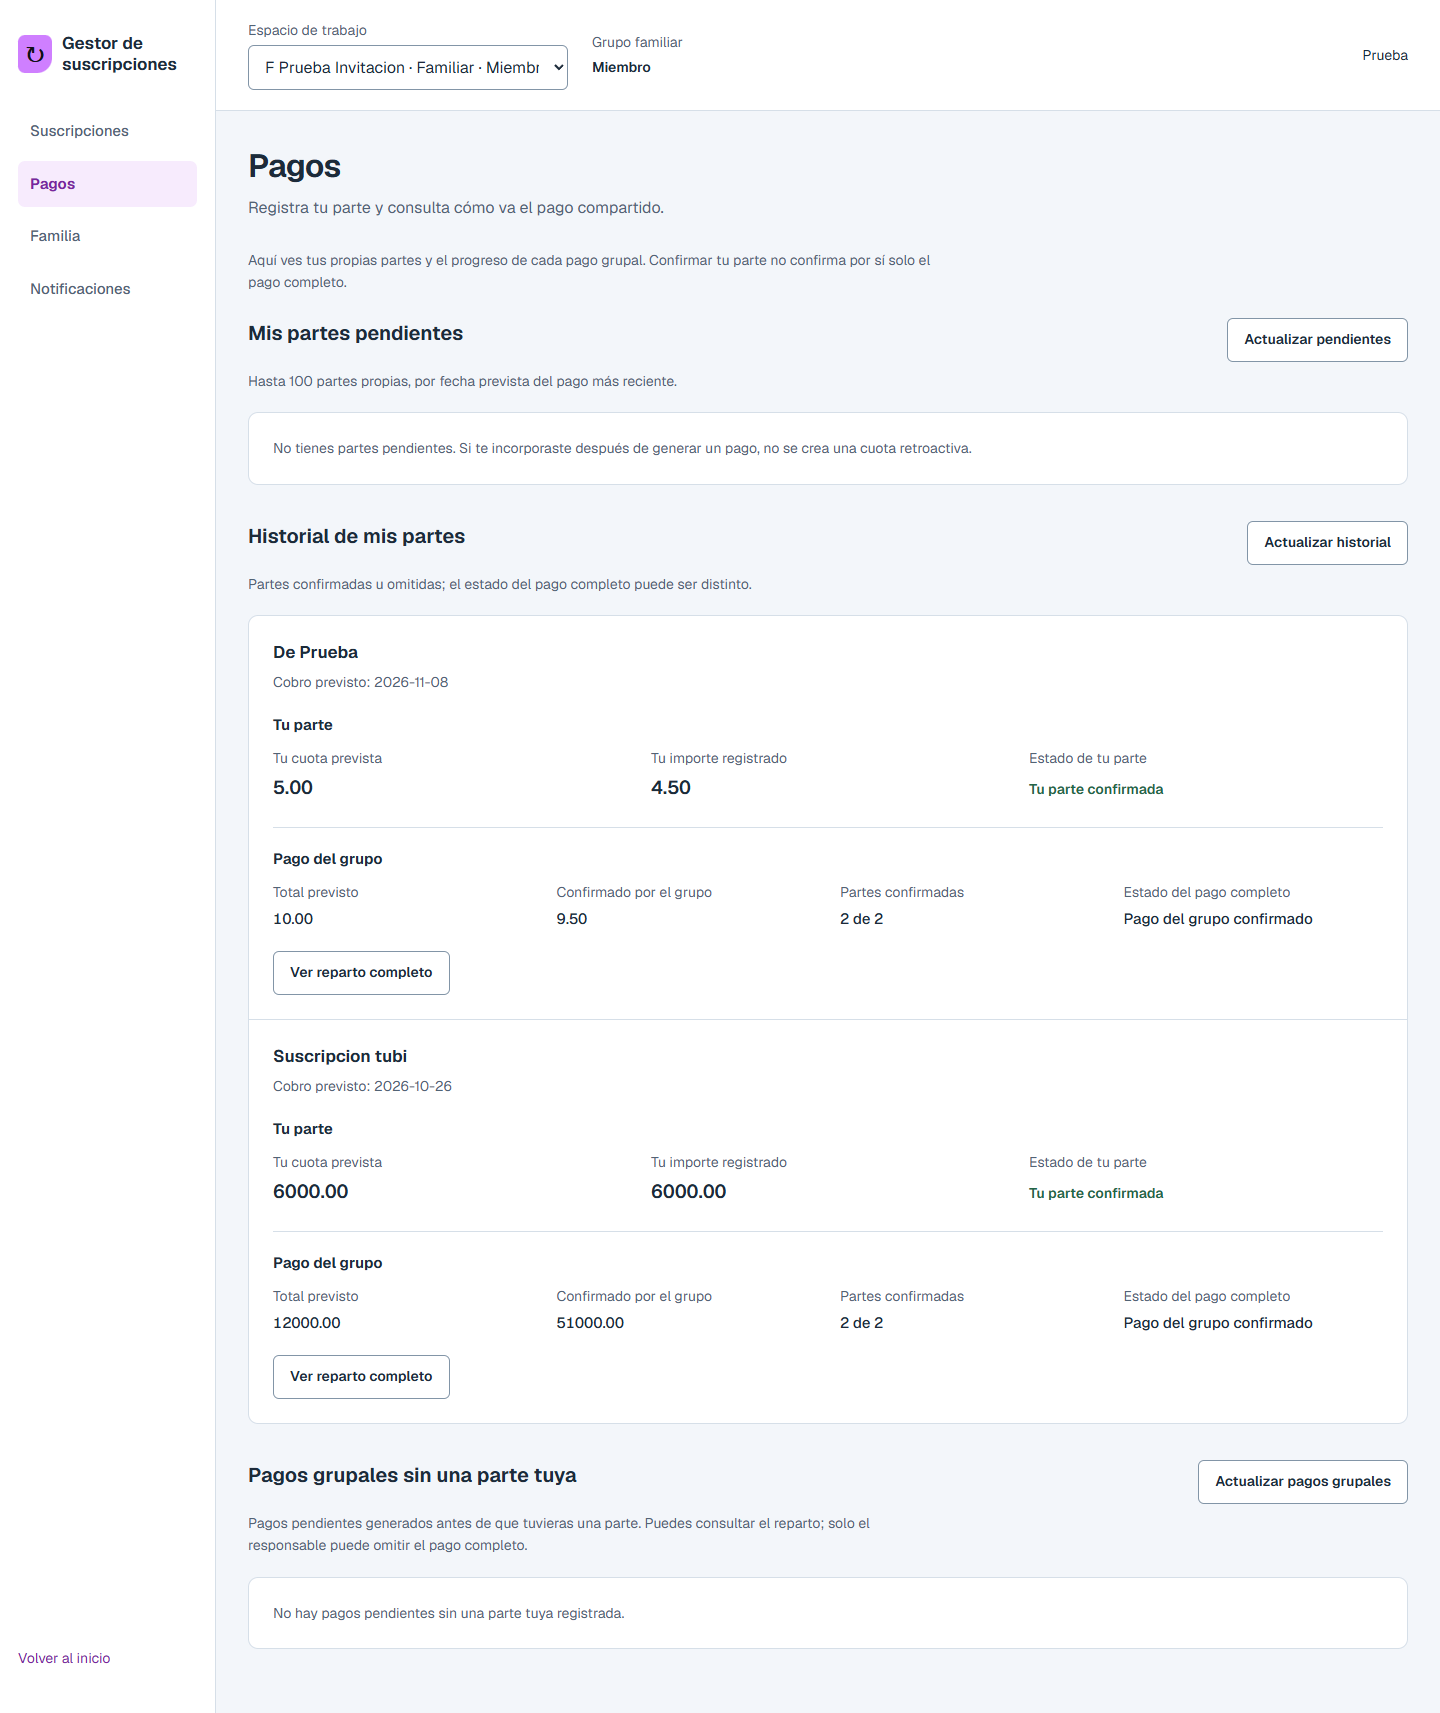 Gestor de
suscripciones
Suscripciones
Pagos
Familia
Notificaciones
Volver al inicio
Espacio de trabajo
F Prueba Invitacion · Familiar · Miembr
Grupo familiar
Miembro
Prueba
Pagos
Registra tu parte y consulta cómo va el pago compartido.
Aquí ves tus propias partes y el progreso de cada pago grupal. Confirmar tu parte no confirma por sí solo el
pago completo.
Mis partes pendientes
Actualizar pendientes
Hasta 100 partes propias, por fecha prevista del pago más reciente.
No tienes partes pendientes. Si te incorporaste después de generar un pago, no se crea una cuota retroactiva.
Historial de mis partes
Actualizar historial
Partes confirmadas u omitidas; el estado del pago completo puede ser distinto.
De Prueba
Cobro previsto: 2026-11-08
Tu parte
Tu cuota prevista
5.00
Tu importe registrado
4.50
Estado de tu parte
Tu parte confirmada
Pago del grupo
Total previsto
10.00
Confirmado por el grupo
9.50
Partes confirmadas
2 de 2
Estado del pago completo
Pago del grupo confirmado
Ver reparto completo
Suscripcion tubi
Cobro previsto: 2026-10-26
Tu parte
Tu cuota prevista
6000.00
Tu importe registrado
6000.00
Estado de tu parte
Tu parte confirmada
Pago del grupo
Total previsto
12000.00
Confirmado por el grupo
51000.00
Partes confirmadas
2 de 2
Estado del pago completo
Pago del grupo confirmado
Ver reparto completo
Pagos grupales sin una parte tuya
Actualizar pagos grupales
Pagos pendientes generados antes de que tuvieras una parte. Puedes consultar el reparto; solo el
responsable puede omitir el pago completo.
No hay pagos pendientes sin una parte tuya registrada.